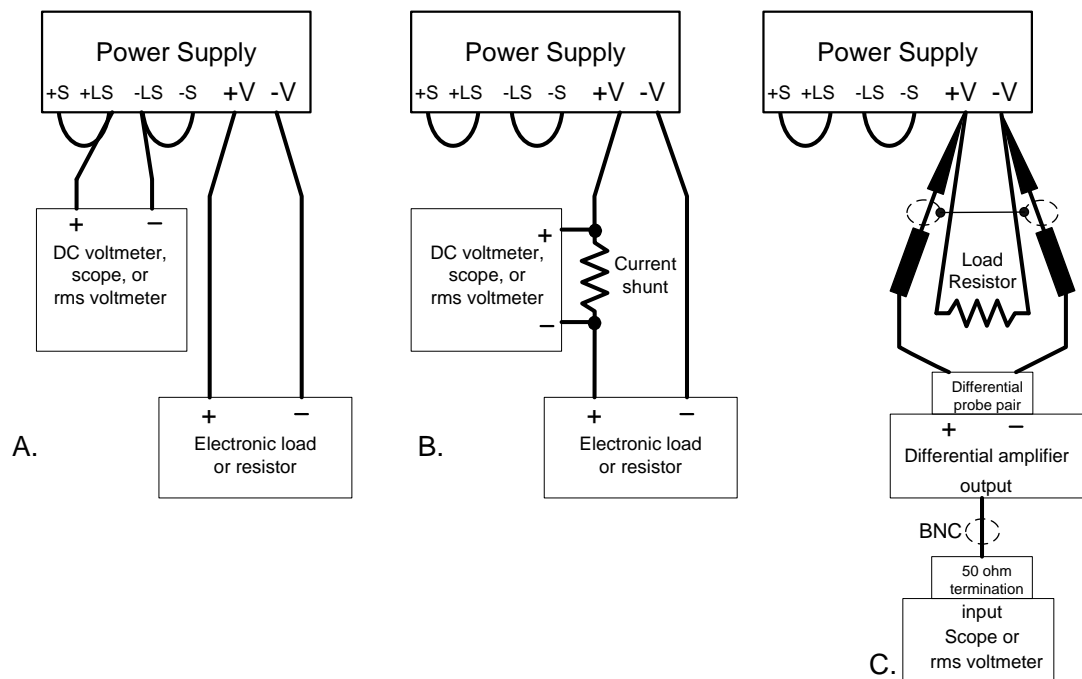 Power Supply
+S +LS -LS -S +V -V
+ −
DC voltmeter,
scope, or
rms voltmeter
+ −
Electronic load
or resistor
A.
Power Supply
+S +LS -LS -S +V -V
+
DC voltmeter,
scope, or
rms voltmeter
−
Current
shunt
+ −
Electronic load
or resistor
B.
Power Supply
+S +LS -LS -S +V -V
Load
Resistor
Differential
probe pair
+ −
Differential amplifier
output
BNC
50 ohm
termination
input
Scope or
rms voltmeter
C.